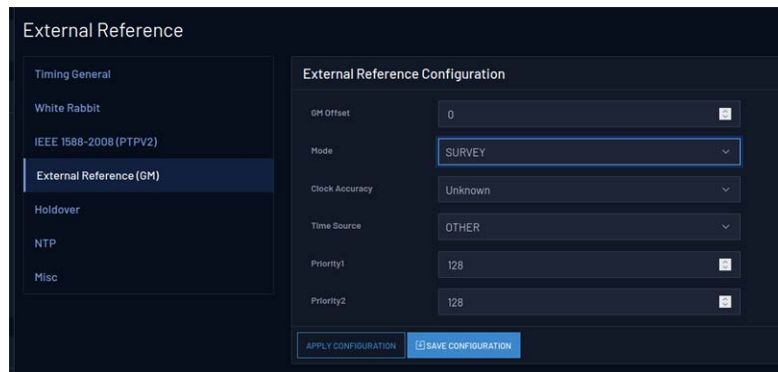 External Reference
Timing General
White Rabbit
IEEE 1588-2008 (PTPV2)
External Reference (GM)
Holdover
NTP
Misc
External Reference Configuration
GM Offset 0
Mode SURVEY
Clock Accuracy Unknown
Time Source OTHER
Priority1 128
Priority2 128
APPLY CONFIGURATION SAVE CONFIGURATION